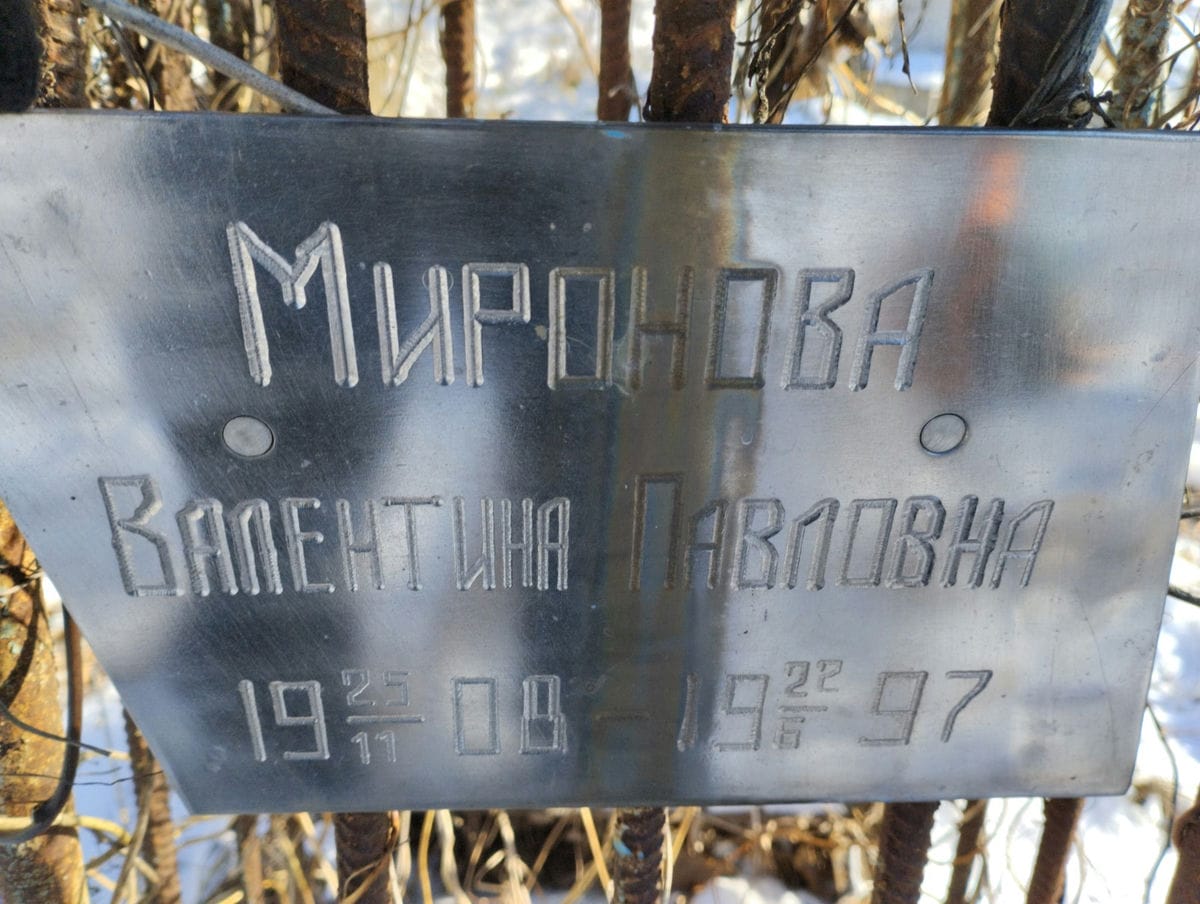 Миронова
Валентина Павловна
19 25/11 08 – 19 22/6 97